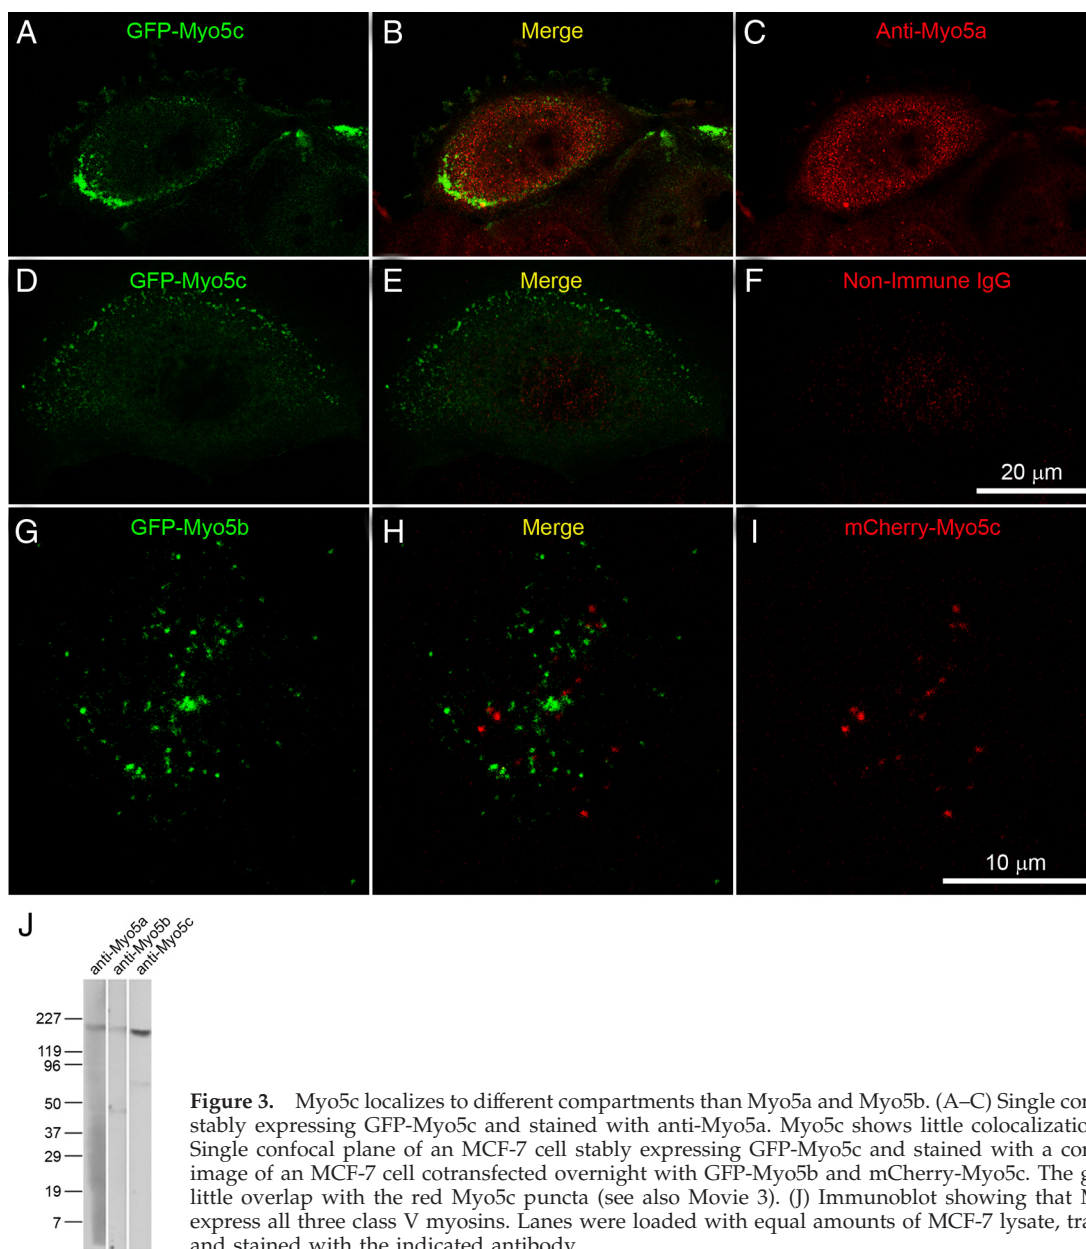 A GFP-Myo5c
B Merge
C Anti-Myo5a
D GFP-Myo5c
E Merge
F Non-Immune IgG
20 μm
G GFP-Myo5b
H Merge
I mCherry-Myo5c
10 μm
J
anti-Myo5a
anti-Myo5b
anti-Myo5c
227
119
96
50
37
29
19
7
Figure 3. Myo5c localizes to different compartments than Myo5a and Myo5b. (A–C) Single con
stably expressing GFP-Myo5c and stained with anti-Myo5a. Myo5c shows little colocalizatio
Single confocal plane of an MCF-7 cell stably expressing GFP-Myo5c and stained with a con
image of an MCF-7 cell cotransfected overnight with GFP-Myo5b and mCherry-Myo5c. The g
little overlap with the red Myo5c puncta (see also Movie 3). (J) Immunoblot showing that M
express all three class V myosins. Lanes were loaded with equal amounts of MCF-7 lysate, tra
and stained with the indicated antibody